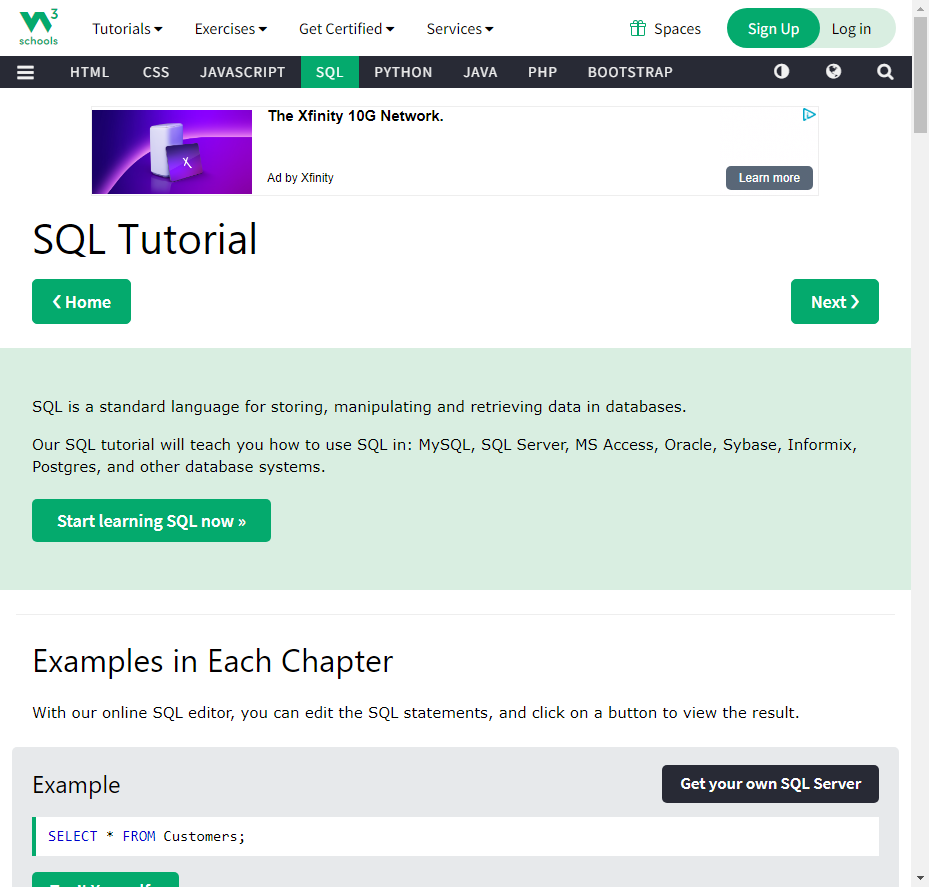 3
schools
Tutorials Exercises Get Certified Services Spaces Sign Up Log in
HTML CSS JAVASCRIPT SQL PYTHON JAVA PHP BOOTSTRAP
The Xfinity 10G Network.
X
Ad by Xfinity Learn more
SQL Tutorial
❮ Home Next ❯
SQL is a standard language for storing, manipulating and retrieving data in databases.
Our SQL tutorial will teach you how to use SQL in: MySQL, SQL Server, MS Access, Oracle, Sybase, Informix,
Postgres, and other database systems.
Start learning SQL now »
Examples in Each Chapter
With our online SQL editor, you can edit the SQL statements, and click on a button to view the result.
Example Get your own SQL Server
SELECT * FROM Customers;